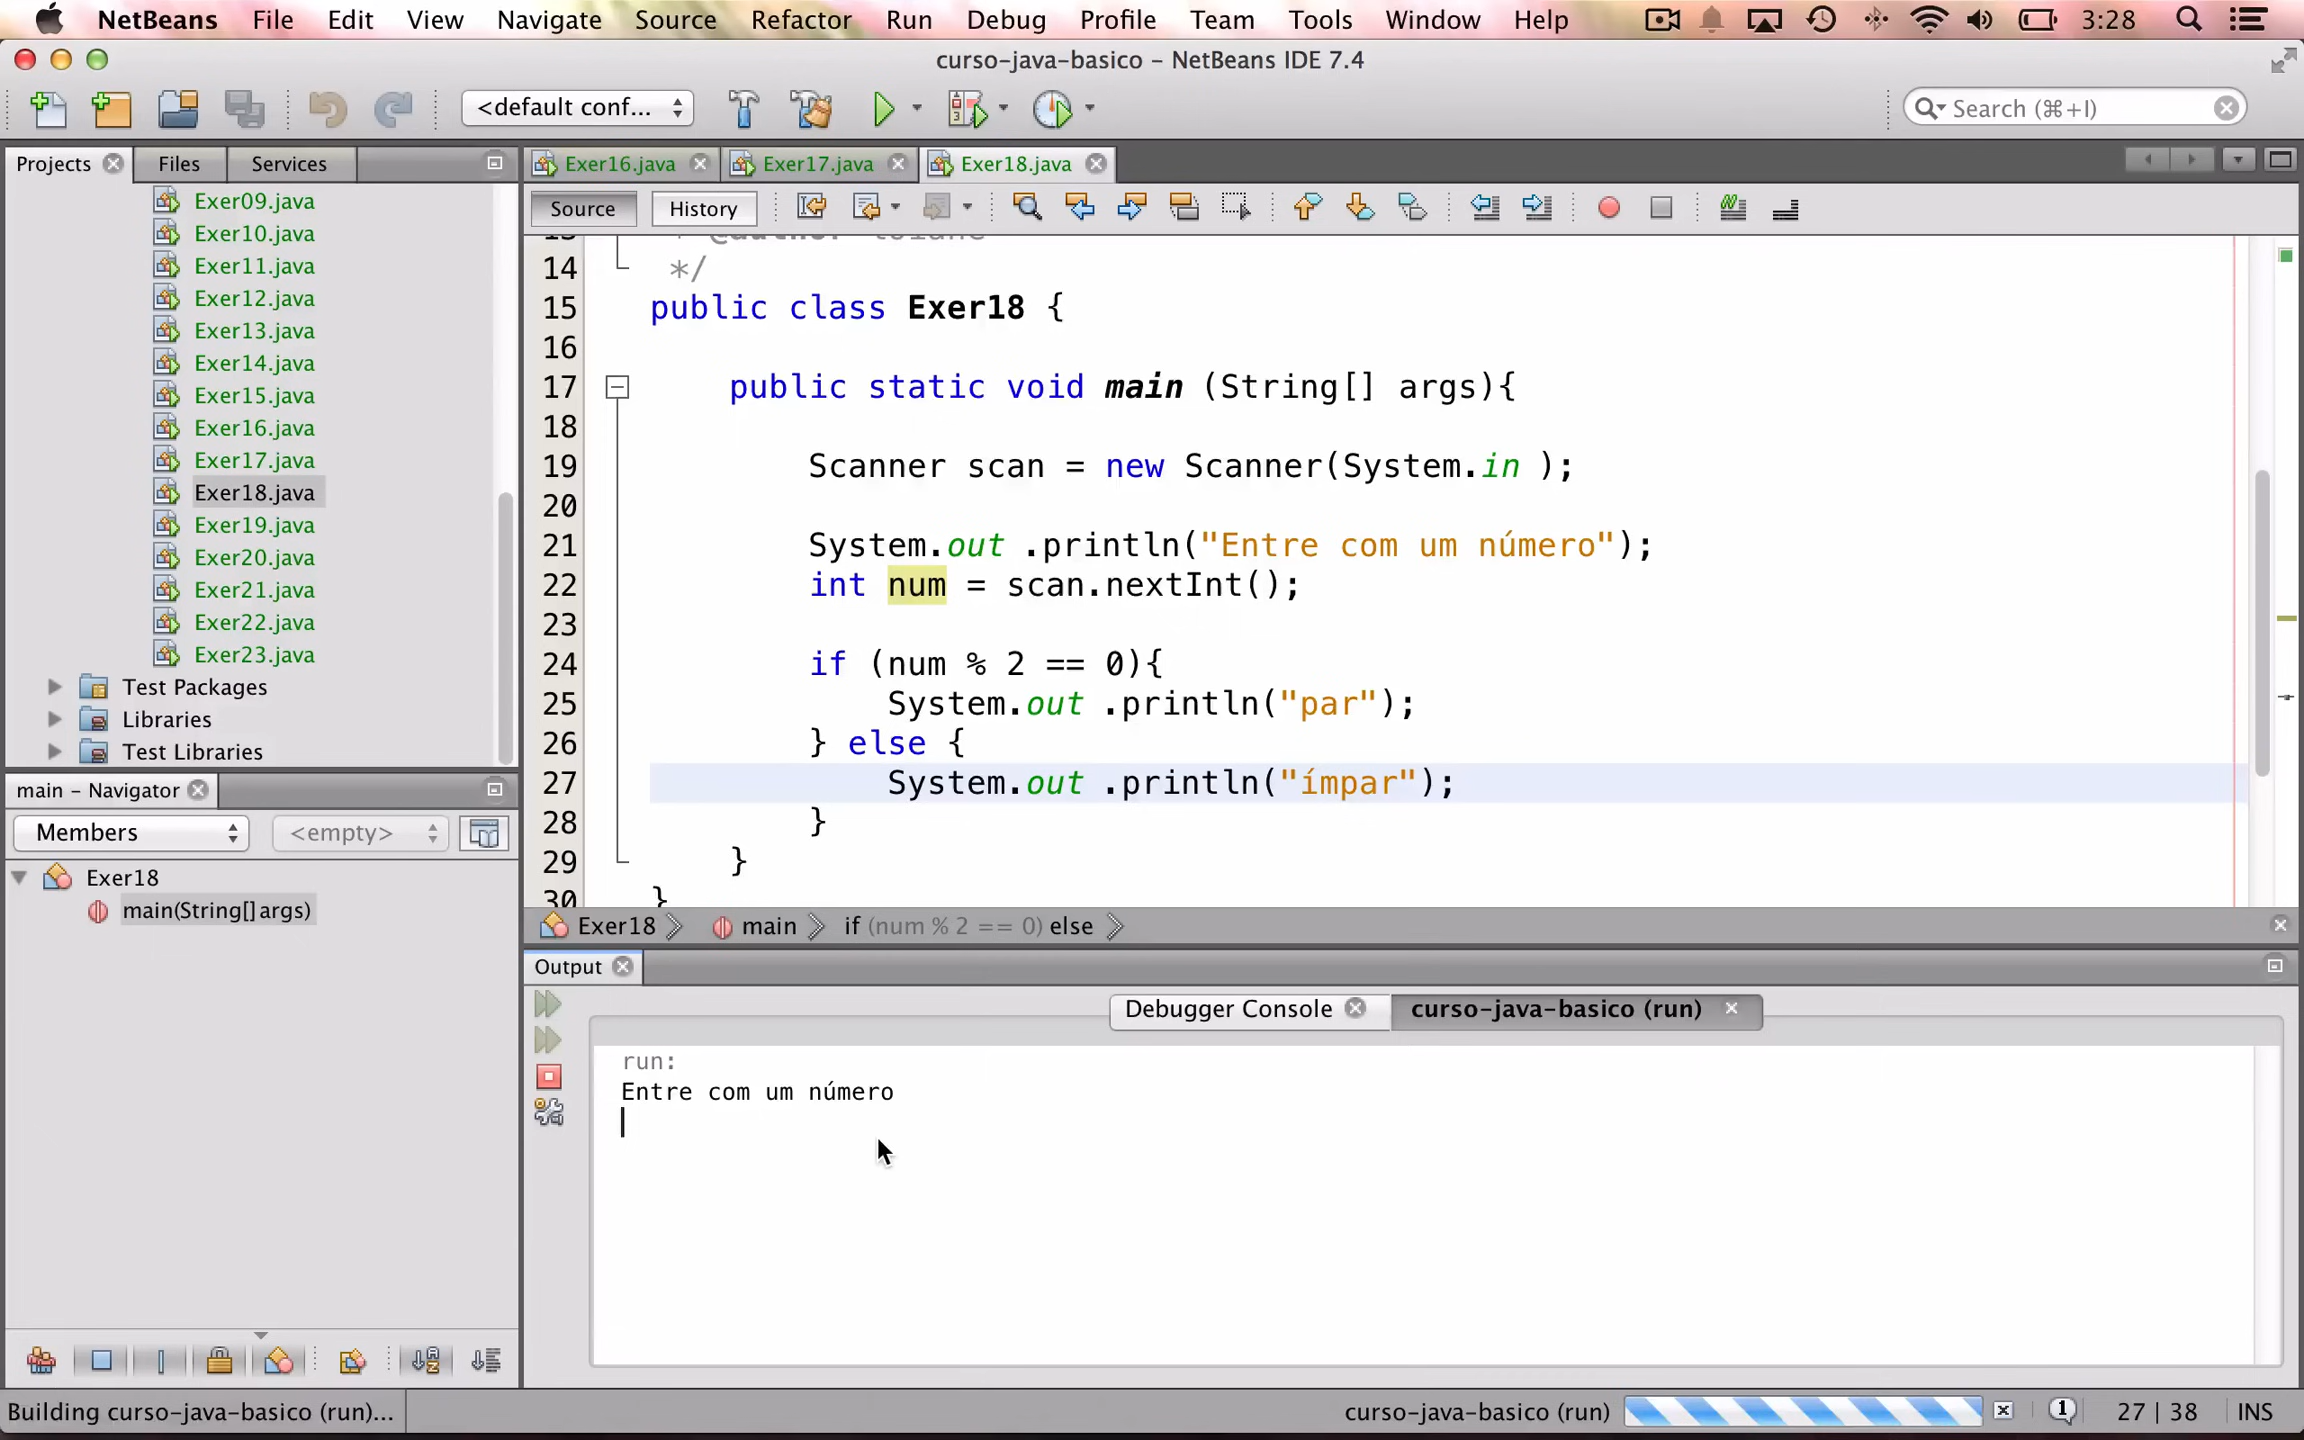 NetBeans File Edit View Navigate Source Refactor Run Debug Profile Team Tools Window Help 3:28
curso-java-basico – NetBeans IDE 7.4
<default conf... Search (⌘+I)
Projects Files Services
Exer09.java
Exer10.java
Exer11.java
Exer12.java
Exer13.java
Exer14.java
Exer15.java
Exer16.java
Exer17.java
Exer18.java
Exer19.java
Exer20.java
Exer21.java
Exer22.java
Exer23.java
Test Packages
Libraries
Test Libraries
main – Navigator
Members <empty>
Exer18
main(String[] args)
Exer16.java Exer17.java Exer18.java
Source History
14 */
15 public class Exer18 {
16
17 public static void main (String[] args){
18
19 Scanner scan = new Scanner(System.in );
20
21 System.out .println("Entre com um número");
22 int num = scan.nextInt();
23
24 if (num % 2 == 0){
25 System.out .println("par");
26 } else {
27 System.out .println("ímpar");
28 }
29 }
30 }
Exer18 main if (num % 2 == 0) else
Output
Debugger Console curso-java-basico (run)
run:
Entre com um número
Building curso-java-basico (run)... curso-java-basico (run) 1 27 | 38 INS